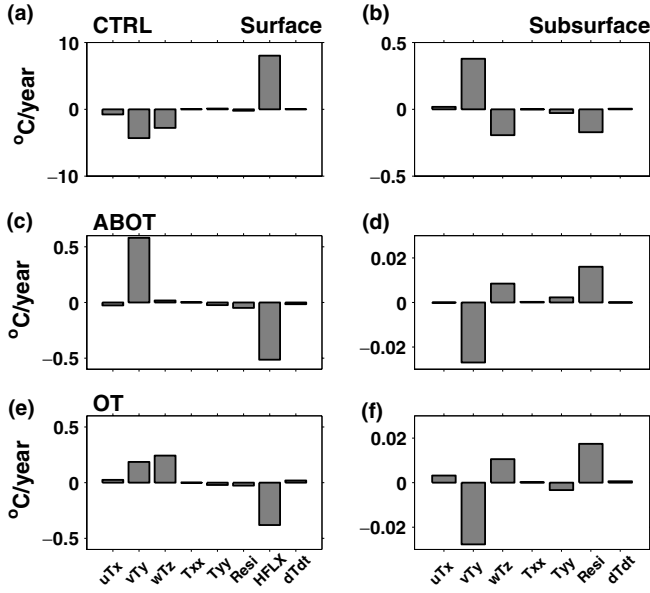 (a) CTRL Surface
(b) Subsurface
°C/year
10
0
−10
0.5
0
−0.5
(c) ABOT
(d)
°C/year
0.5
0
−0.5
0.02
0
−0.02
(e) OT
(f)
°C/year
0.5
0
−0.5
0.02
0
−0.02
uTx vTy wTz Txx Tyy Resi HFLX dTdt
uTx vTy wTz Txx Tyy Resi dTdt